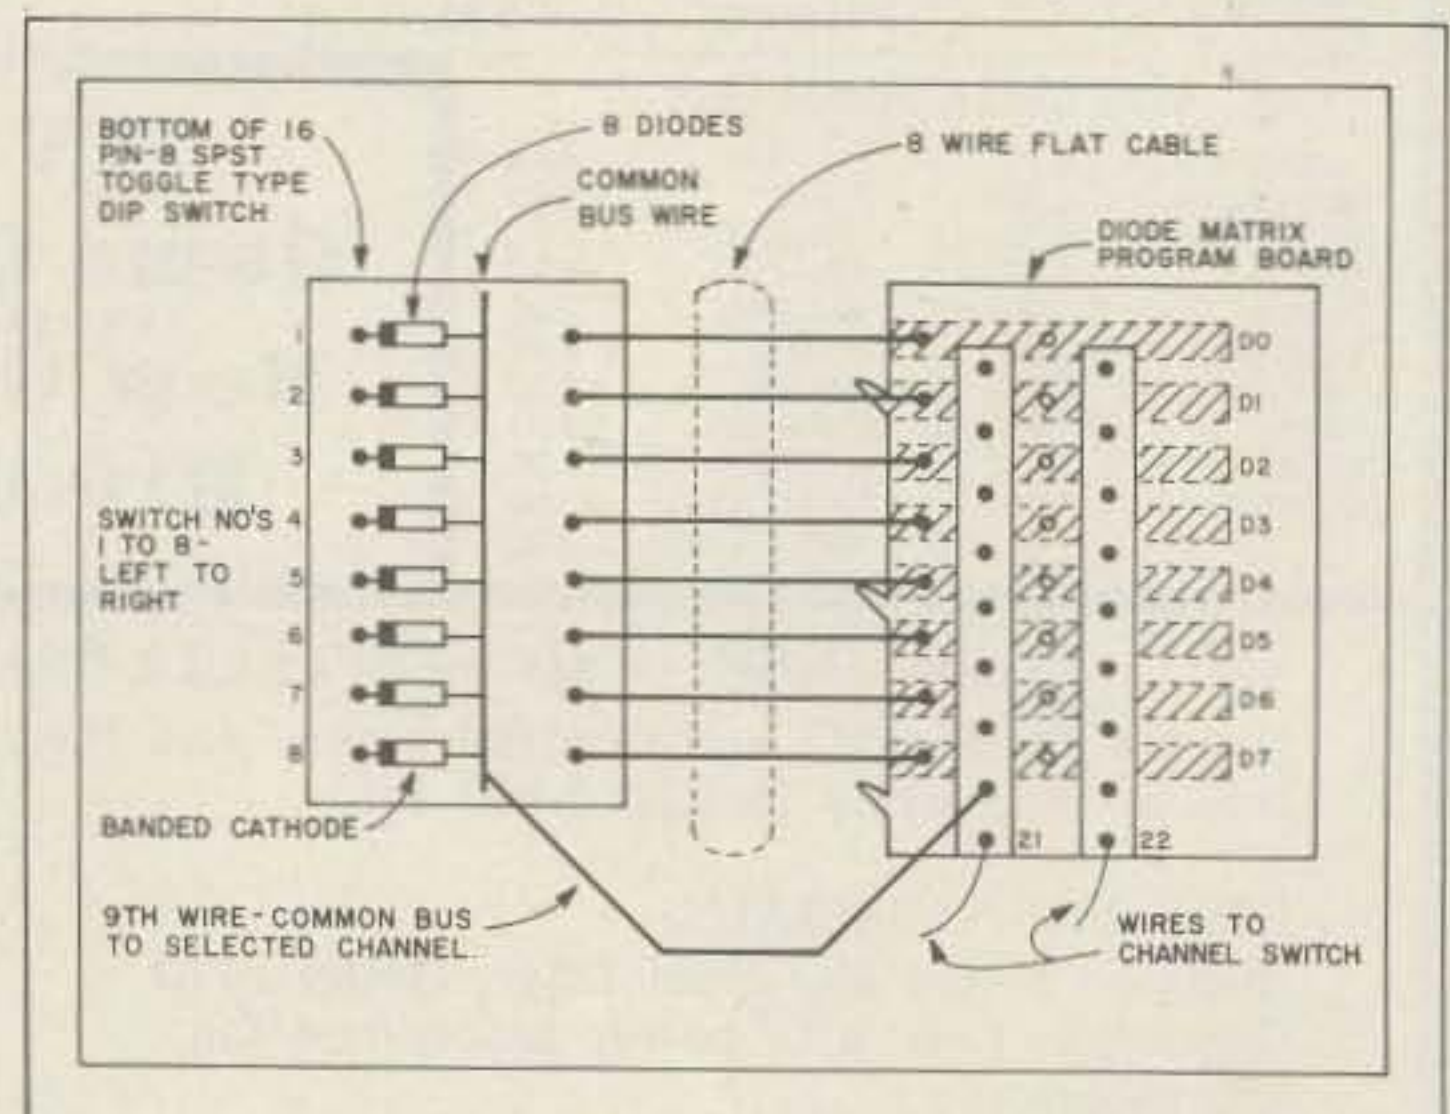 BOTTOM OF 16
PIN-8 SPST
TOGGLE TYPE
DIP SWITCH
8 DIODES
COMMON
BUS WIRE
8 WIRE FLAT CABLE
DIODE MATRIX
PROGRAM BOARD
1
2
3
4
5
6
7
8
SWITCH NO'S
1 TO 8-
LEFT TO
RIGHT
D0
D1
D2
D3
D4
D5
D6
D7
21
22
BANDED CATHODE
9TH WIRE-COMMON BUS
TO SELECTED CHANNEL
WIRES TO
CHANNEL SWITCH